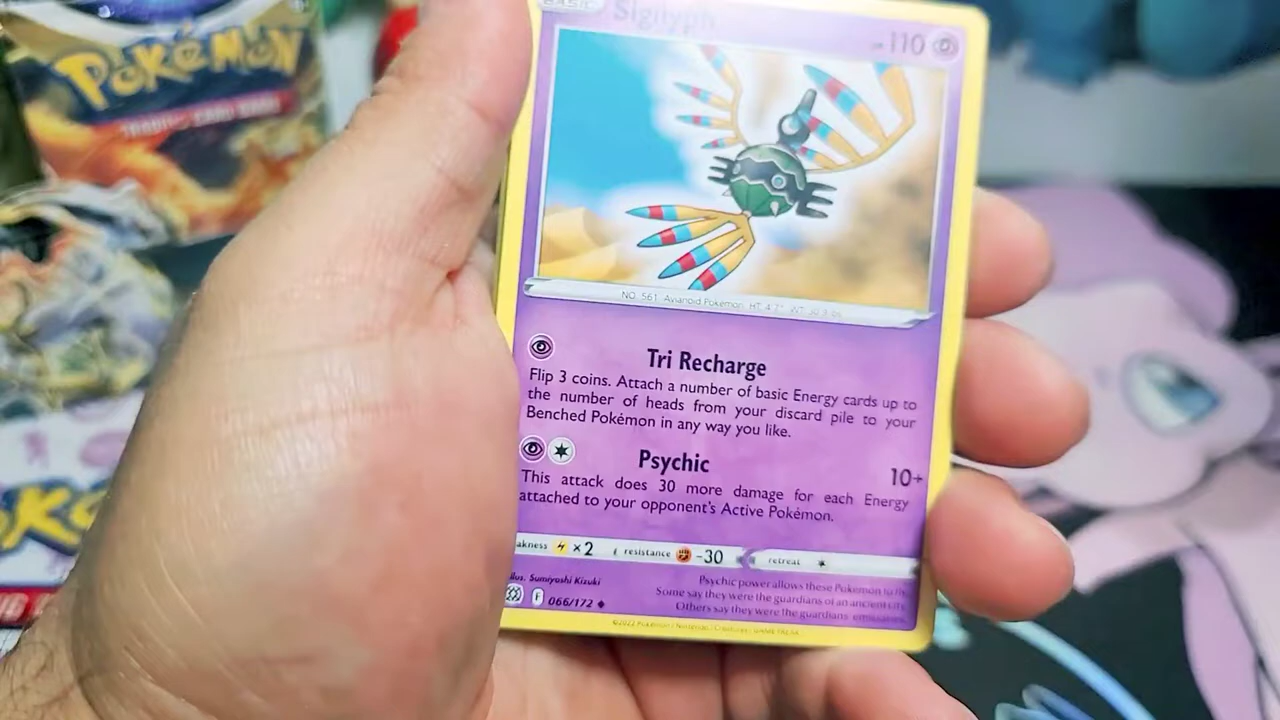 POKÉMON
TRADING CARD GAME
BASIC
Sigilyph
110
NO. 561 Avianoid Pokémon HT: 4'7"
Tri Recharge
Flip 3 coins. Attach a number of basic Energy cards up to
the number of heads from your discard pile to your
Benched Pokémon in any way you like.
Psychic
10+
This attack does 30 more damage for each Energy
attached to your opponent's Active Pokémon.
akness ×2 resistance -30 retreat
llus. Sumiyoshi Kizuki
F 066/172
Psychic power allows these Pokémon to fly.
Some say they were the guardians of an ancient city.
Others say they were the guardians' emissaries.
©2022 Pokémon / Nintendo / Creatures / GAME FREAK